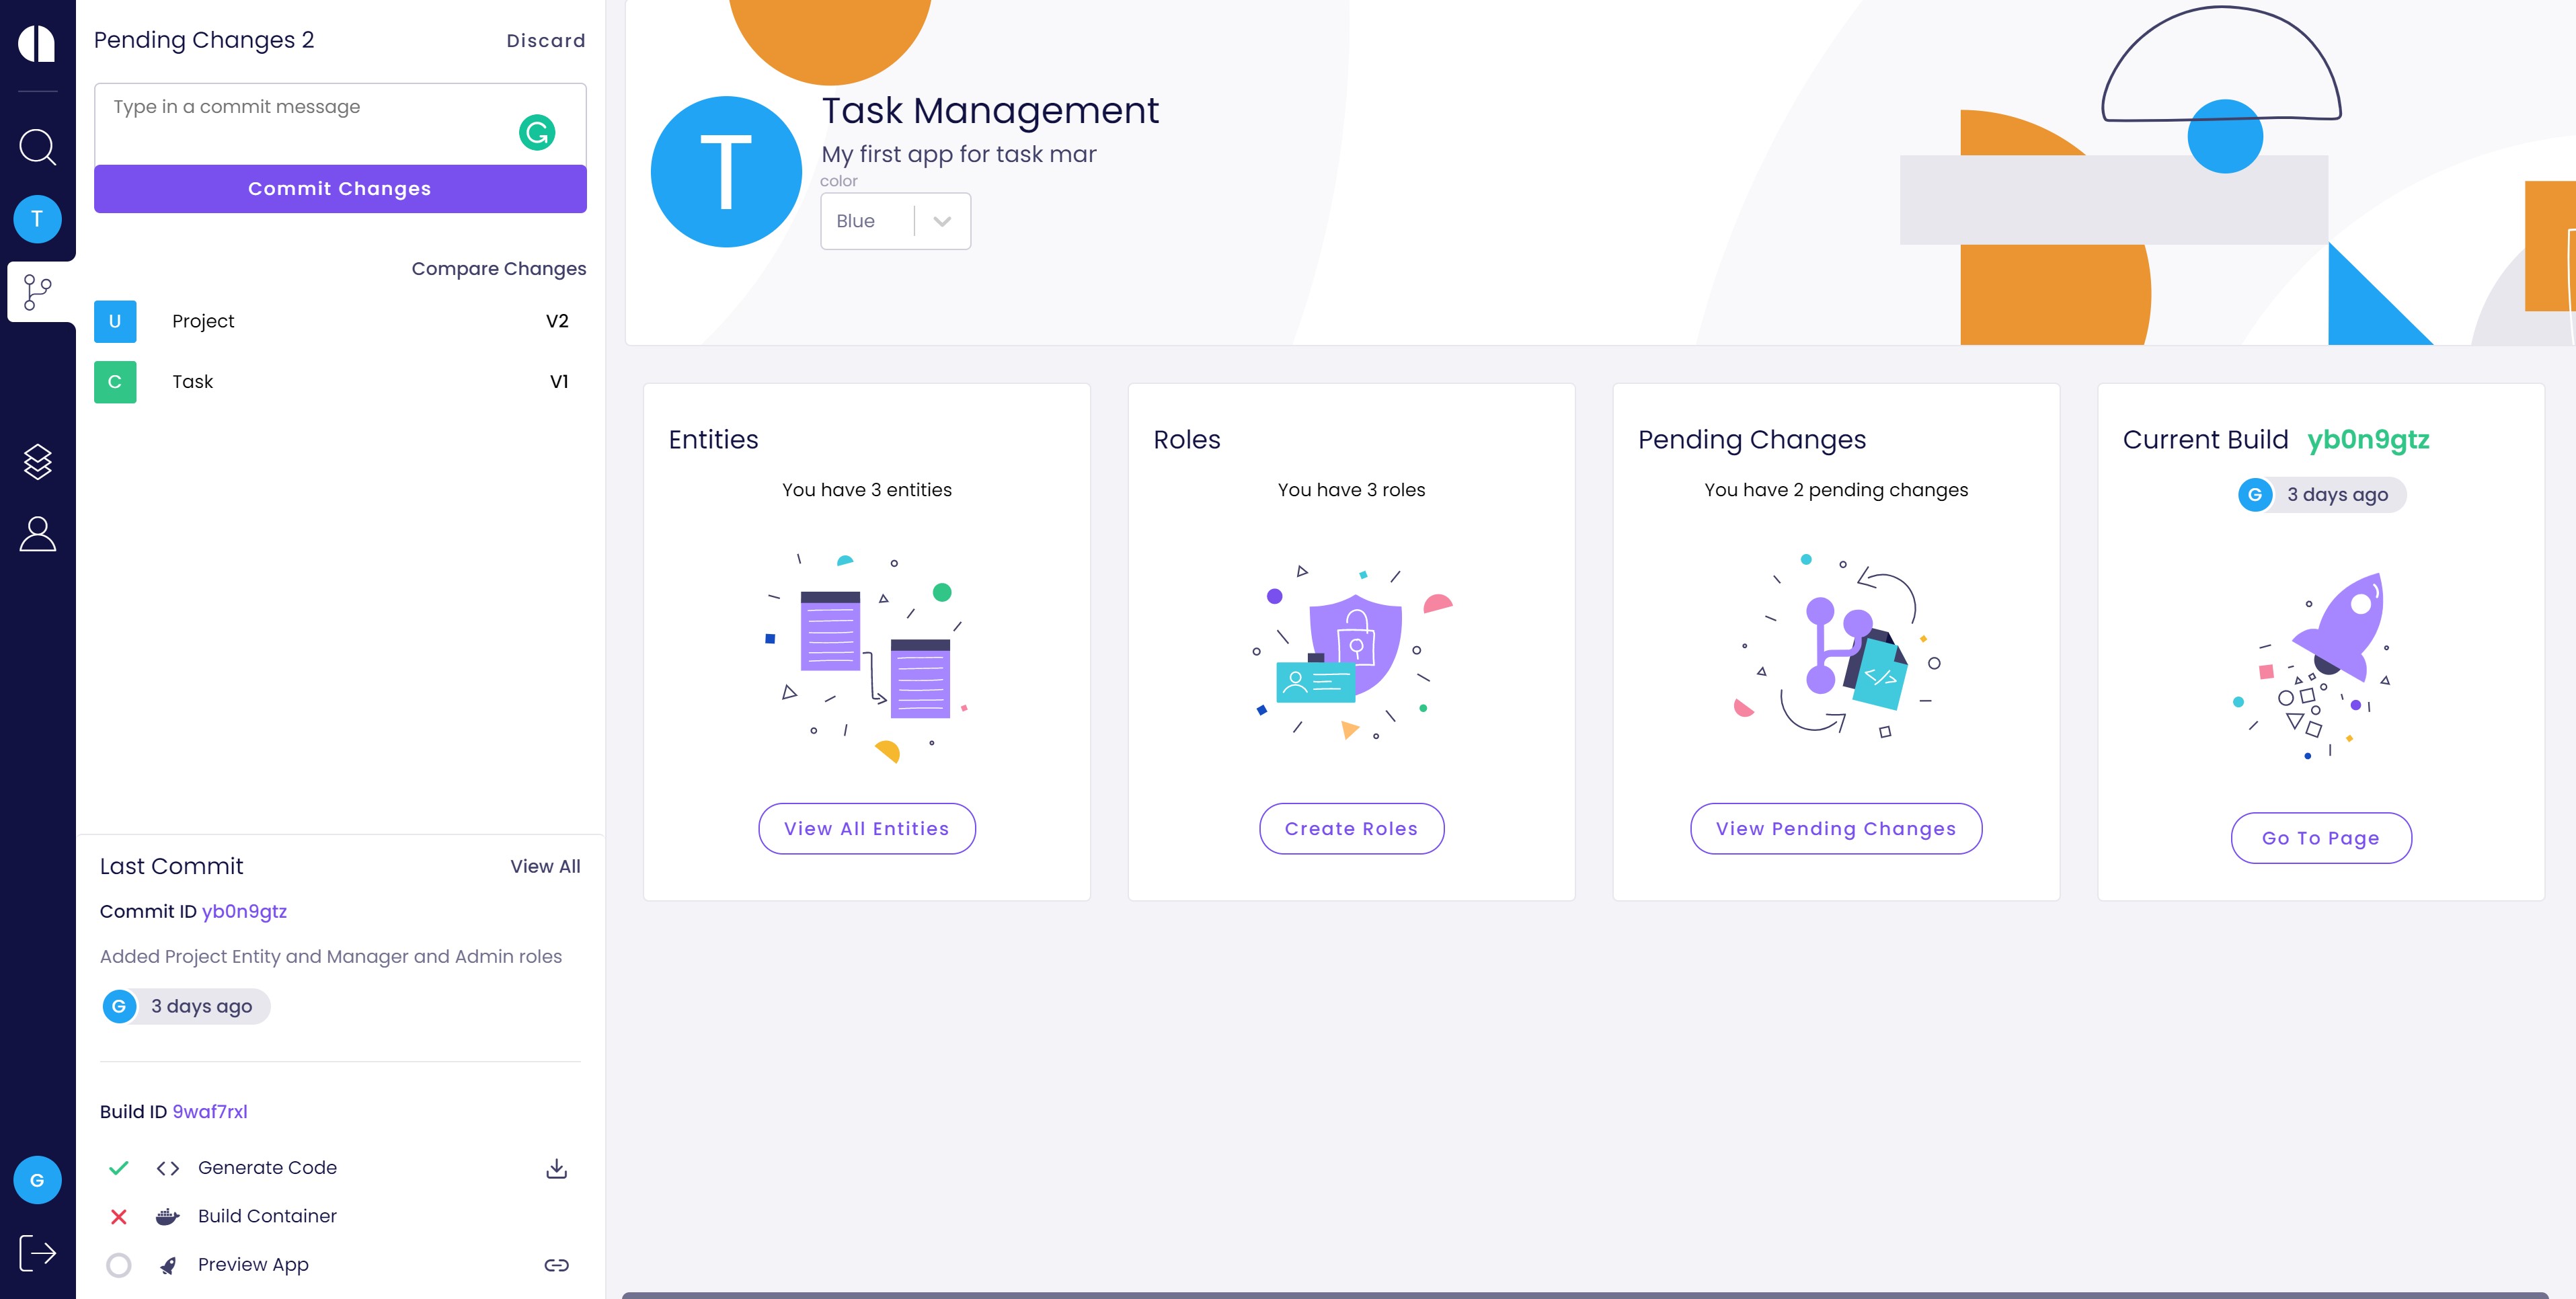 Pending Changes 2
Discard
Type in a commit message
Commit Changes
T
Compare Changes
U Project V2
C Task V1
Last Commit
View All
Commit ID yb0n9gtz
Added Project Entity and Manager and Admin roles
G 3 days ago
Build ID 9waf7rxl
Generate Code
G
Build Container
Preview App
T
Task Management
My first app for task mar
color
Blue
Entities
You have 3 entities
View All Entities
Roles
You have 3 roles
Create Roles
Pending Changes
You have 2 pending changes
</>
View Pending Changes
Current Build yb0n9gtz
G 3 days ago
Go To Page